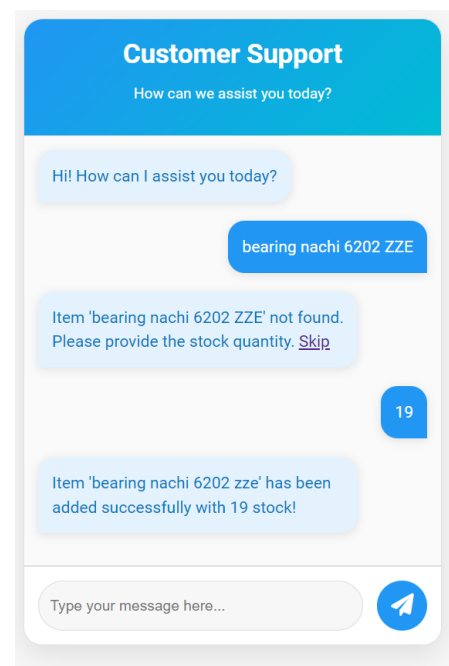 Customer Support
How can we assist you today?
Hi! How can I assist you today?
bearing nachi 6202 ZZE
Item 'bearing nachi 6202 ZZE' not found.
Please provide the stock quantity. Skip
19
Item 'bearing nachi 6202 zze' has been
added successfully with 19 stock!
Type your message here...